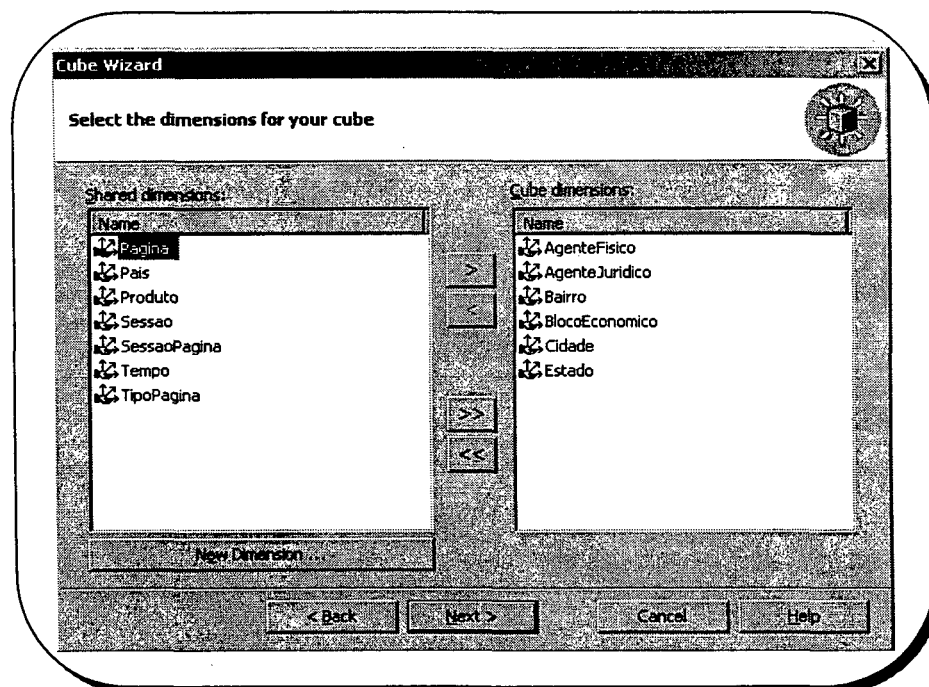 Cube Wizard
Select the dimensions for your cube
Shared dimensions:
Name
Pagina
Pais
Produto
Sessao
SessaoPagina
Tempo
TipoPagina
New Dimension ...
>
<
>>
<<
Cube dimensions:
Name
AgenteFisico
AgenteJuridico
Bairro
BlocoEconomico
Cidade
Estado
< Back Next > Cancel Help